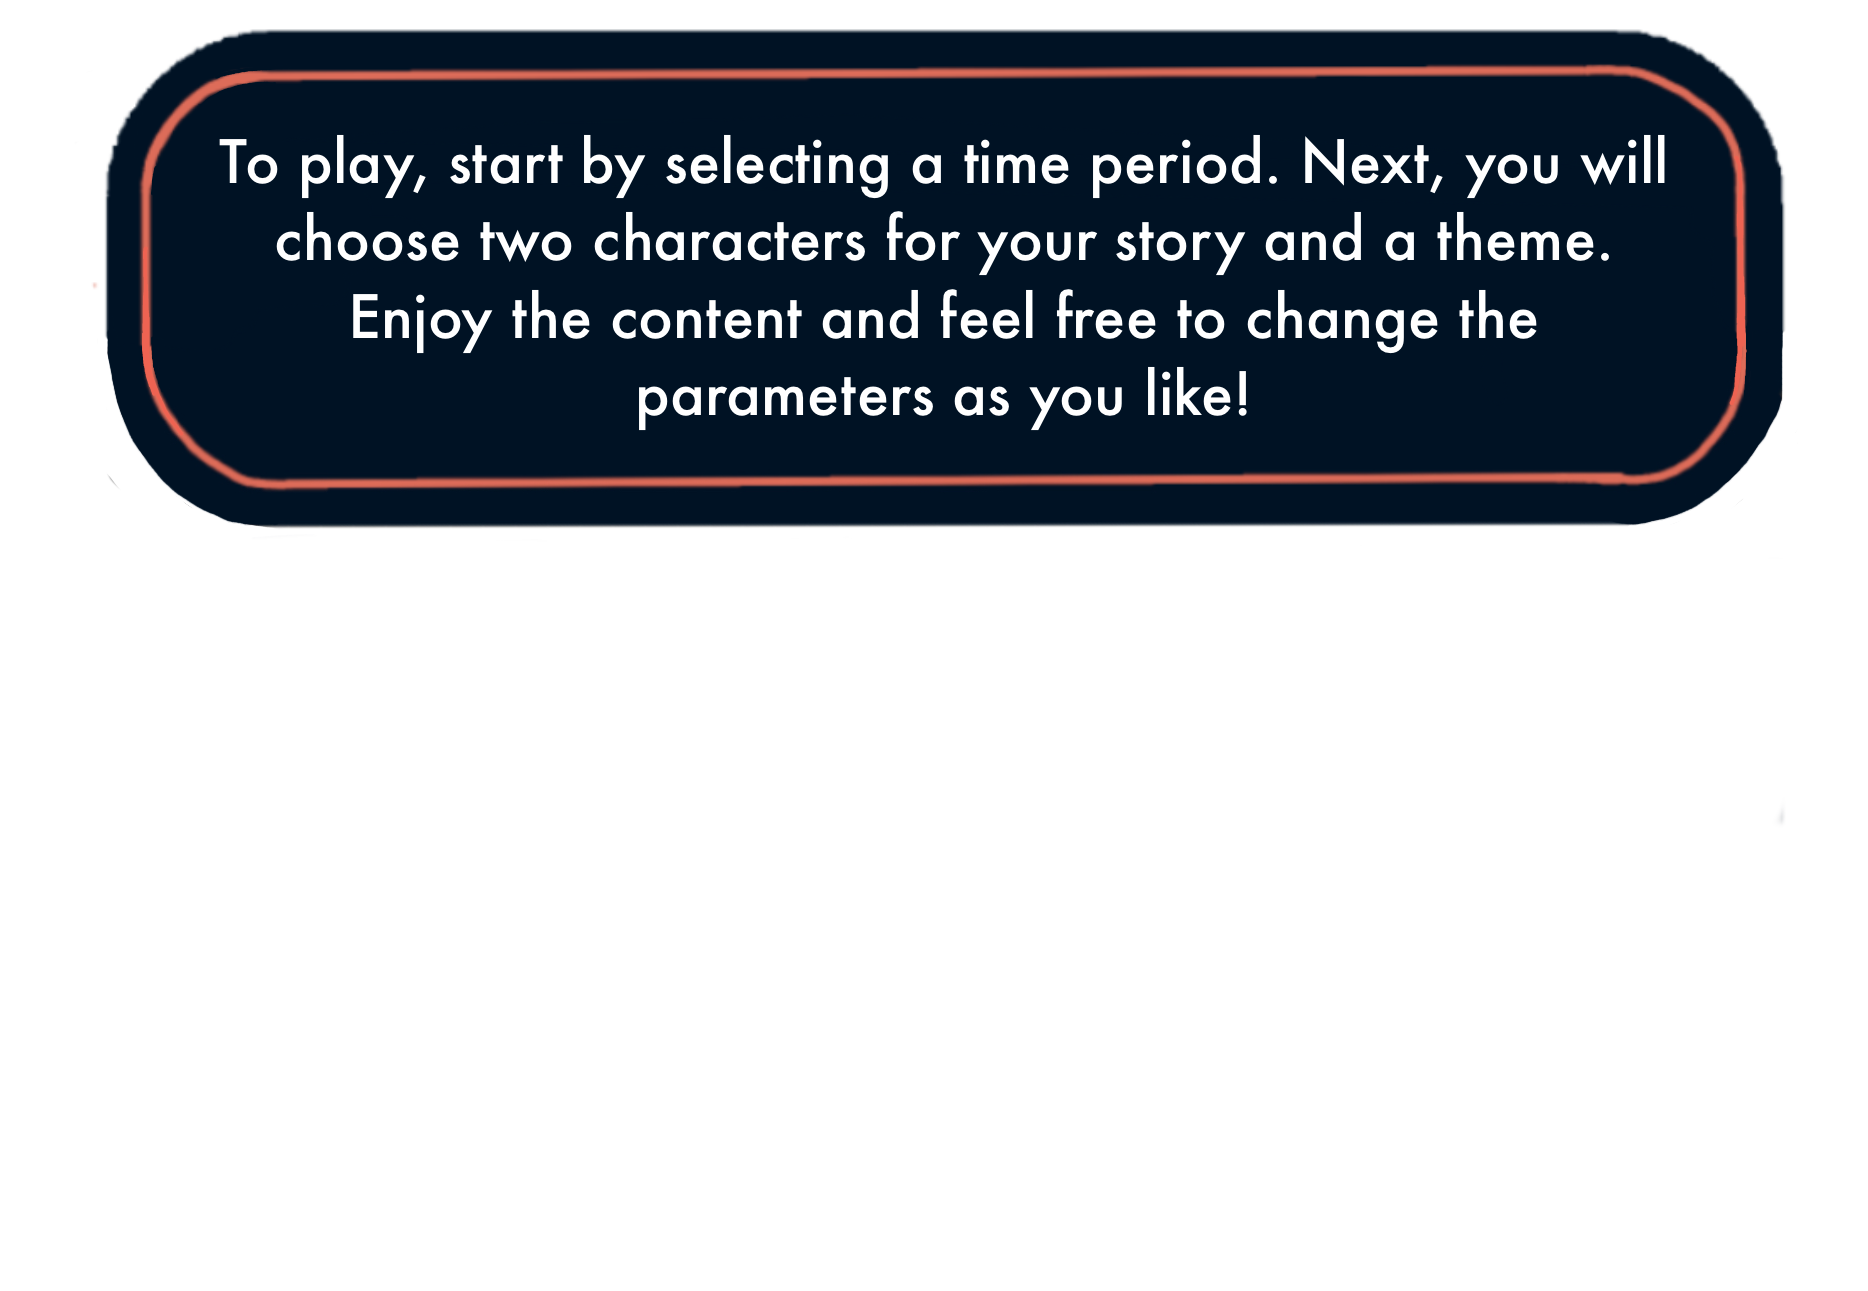 To play, start by selecting a time period. Next, you will
choose two characters for your story and a theme.
Enjoy the content and feel free to change the
parameters as you like!